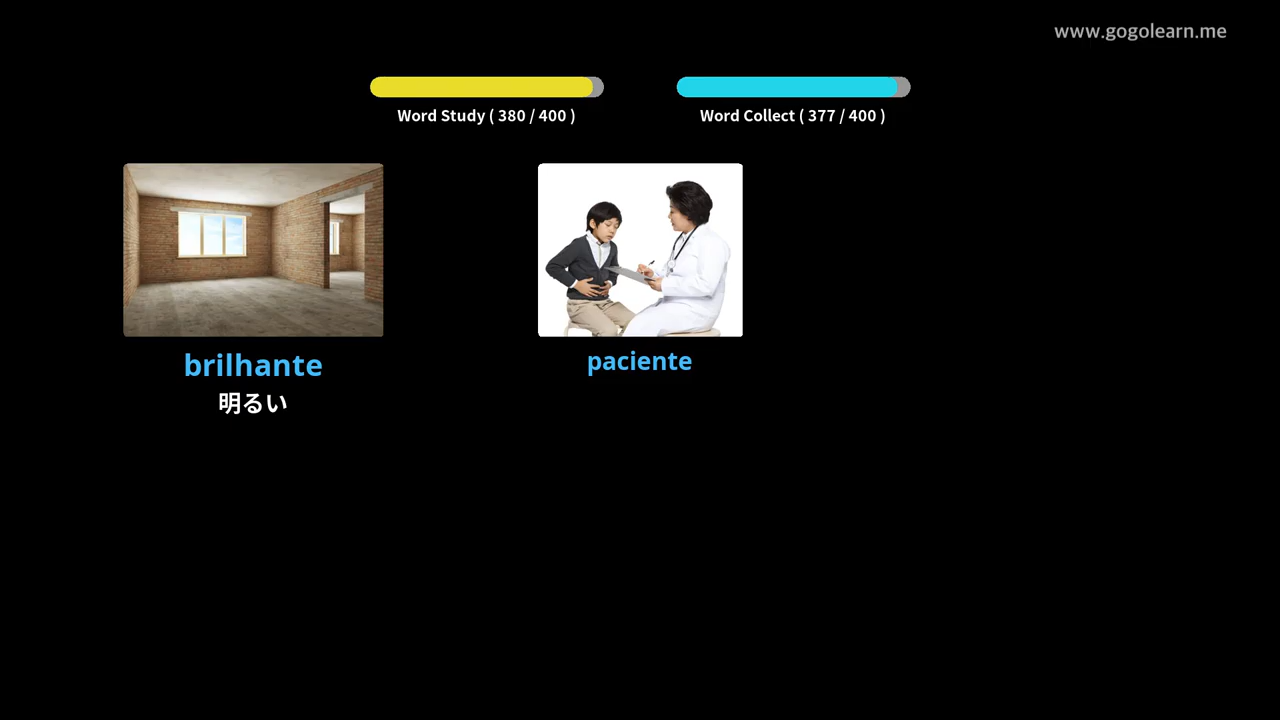 www.gogolearn.me
Word Study ( 380 / 400 )
Word Collect ( 377 / 400 )
brilhante
明るい
paciente